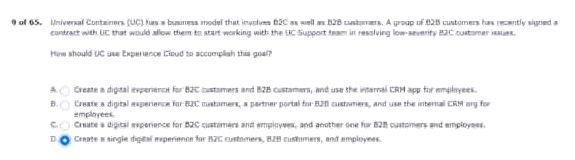 9 of 65. Universal Containers (UC) has a business model that involves B2C as well as B2B customers. A group of B2B customers has recently signed a
contract with UC that would allow them to start working with the UC Support team in resolving low-severity B2C customer issues.
How should UC use Experience Cloud to accomplish this goal?
A. Create a digital experience for B2C customers and B2B customers, and use the internal CRM app for employees.
B. Create a digital experience for B2C customers, a partner portal for B2B customers, and use the internal CRM org for
employees.
C. Create a digital experience for B2C customers and employees, and another one for B2B customers and employees.
D. Create a single digital experience for B2C customers, B2B customers, and employees.